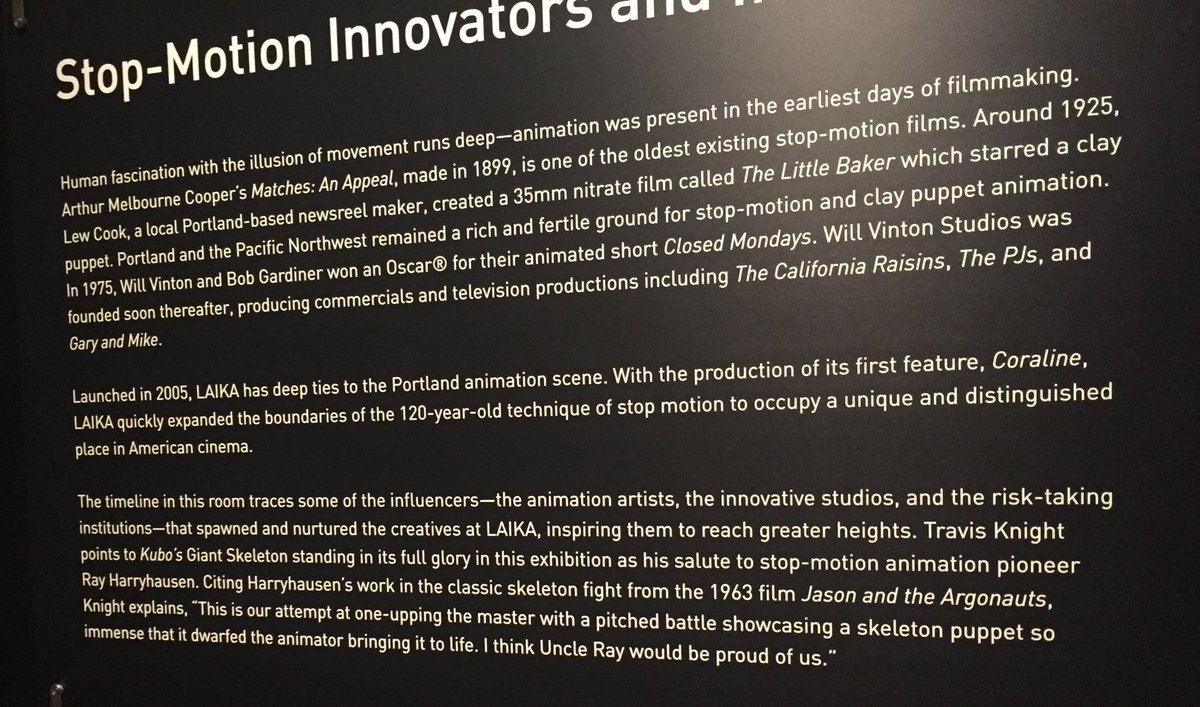 Stop-Motion Innovators and
Human fascination with the illusion of movement runs deep—animation was present in the earliest days of filmmaking.
Arthur Melbourne Cooper's Matches: An Appeal, made in 1899, is one of the oldest existing stop-motion films. Around 1925,
Lew Cook, a local Portland-based newsreel maker, created a 35mm nitrate film called The Little Baker which starred a clay
puppet. Portland and the Pacific Northwest remained a rich and fertile ground for stop-motion and clay puppet animation.
In 1975, Will Vinton and Bob Gardiner won an Oscar® for their animated short Closed Mondays. Will Vinton Studios was
founded soon thereafter, producing commercials and television productions including The California Raisins, The PJs, and
Gary and Mike.
Launched in 2005, LAIKA has deep ties to the Portland animation scene. With the production of its first feature, Coraline,
LAIKA quickly expanded the boundaries of the 120-year-old technique of stop motion to occupy a unique and distinguished
place in American cinema.
The timeline in this room traces some of the influencers—the animation artists, the innovative studios, and the risk-taking
institutions—that spawned and nurtured the creatives at LAIKA, inspiring them to reach greater heights. Travis Knight
points to Kubo's Giant Skeleton standing in its full glory in this exhibition as his salute to stop-motion animation pioneer
Ray Harryhausen. Citing Harryhausen's work in the classic skeleton fight from the 1963 film Jason and the Argonauts,
Knight explains, "This is our attempt at one-upping the master with a pitched battle showcasing a skeleton puppet so
immense that it dwarfed the animator bringing it to life. I think Uncle Ray would be proud of us."